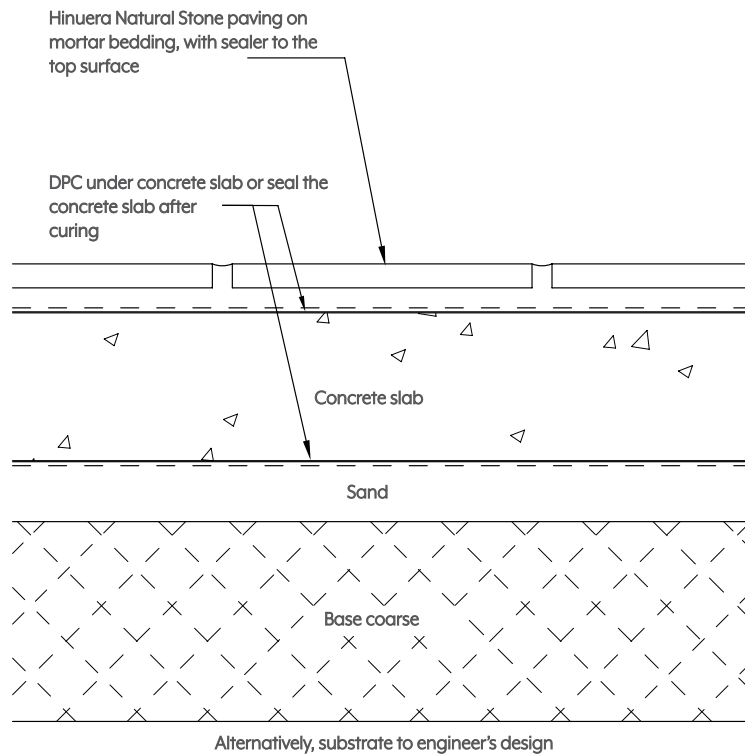 Hinuera Natural Stone paving on
mortar bedding, with sealer to the
top surface
DPC under concrete slab or seal the
concrete slab after
curing
Concrete slab
Sand
Base coarse
Alternatively, substrate to engineer's design